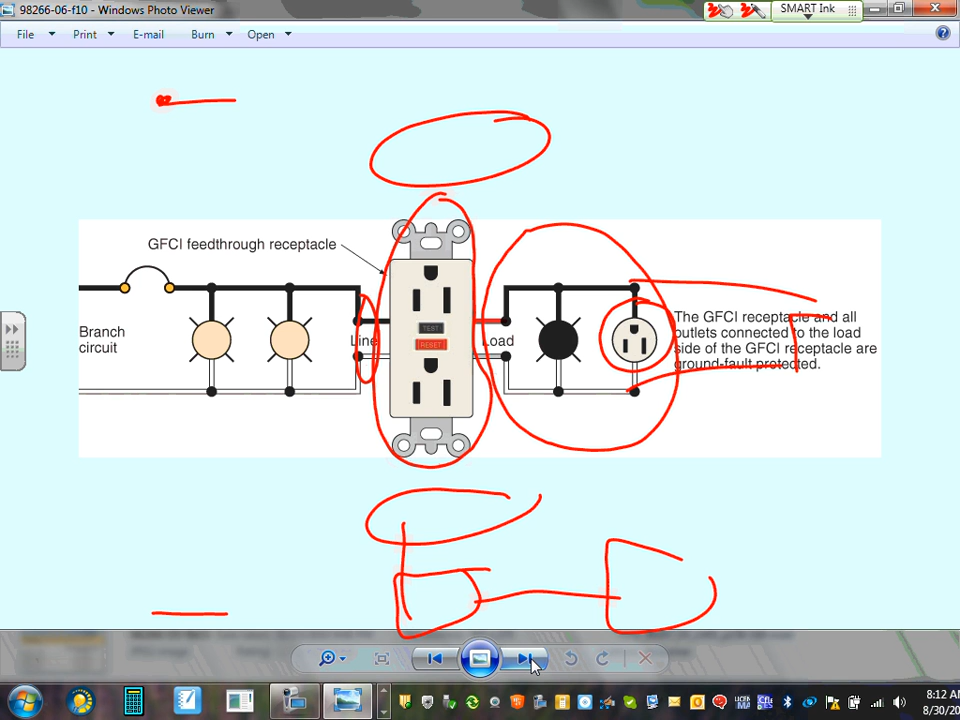 98266-06-f10 - Windows Photo Viewer
SMART Ink
File Print E-mail Burn Open
GFCI feedthrough receptacle
Branch
circuit
Line
TEST
RESET
Load
The GFCI receptacle and all
outlets connected to the load
side of the GFCI receptacle are
ground-fault protected.
8:12 AM
8/30/20